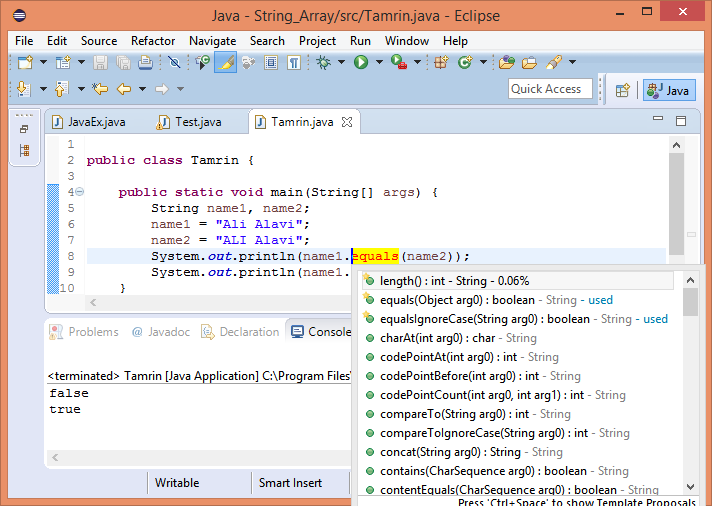 Java - String_Array/src/Tamrin.java - Eclipse
File Edit Source Refactor Navigate Search Project Run Window Help
Quick Access
Java
JavaEx.java Test.java Tamrin.java
1
2 public class Tamrin {
3
4 public static void main(String[] args) {
5 String name1, name2;
6 name1 = "Ali Alavi";
7 name2 = "ALI Alavi";
8 System.out.println(name1.equals(name2));
9 System.out.println(name1.
10 }
length() : int - String - 0.06%
equals(Object arg0) : boolean - String - used
equalsIgnoreCase(String arg0) : boolean - String - used
charAt(int arg0) : char - String
codePointAt(int arg0) : int - String
codePointBefore(int arg0) : int - String
codePointCount(int arg0, int arg1) : int - String
compareTo(String arg0) : int - String
compareToIgnoreCase(String arg0) : int - String
concat(String arg0) : String - String
contains(CharSequence arg0) : boolean - String
contentEquals(CharSequence arg0) : boolean - String
Press 'Ctrl+Space' to show Template Proposals
Problems @ Javadoc Declaration Console
<terminated> Tamrin [Java Application] C:\Program Files\
false
true
Writable Smart Insert